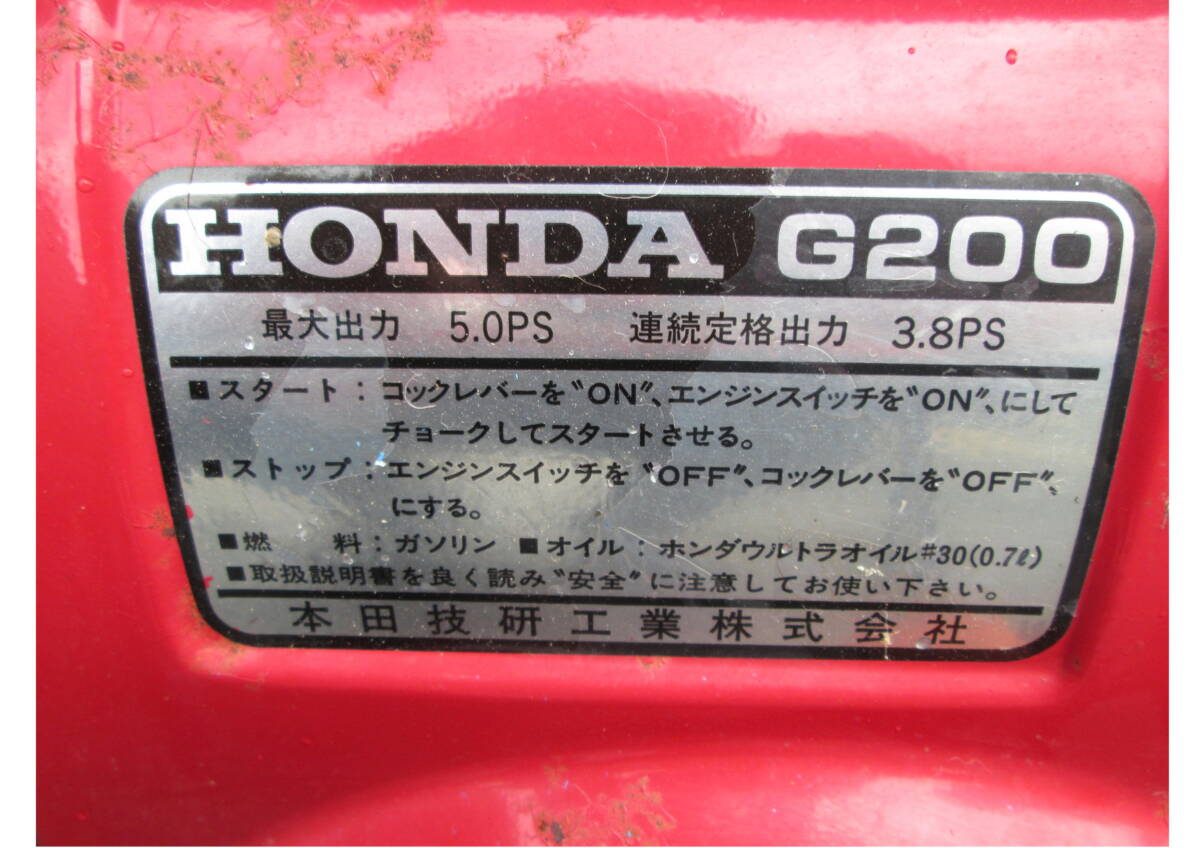 HONDA G200
最大出力 5.0PS 連続定格出力 3.8PS
■スタート：コックレバーを〝ON〟、エンジンスイッチを〝ON〟、にして
チョークしてスタートさせる。
■ストップ：エンジンスイッチを〝OFF〟、コックレバーを〝OFF〟、
にする。
■燃 料：ガソリン ■オイル：ホンダウルトラオイル#30(0.7ℓ)
■取扱説明書を良く読み〝安全〟に注意してお使い下さい。
本田技研工業株式会社